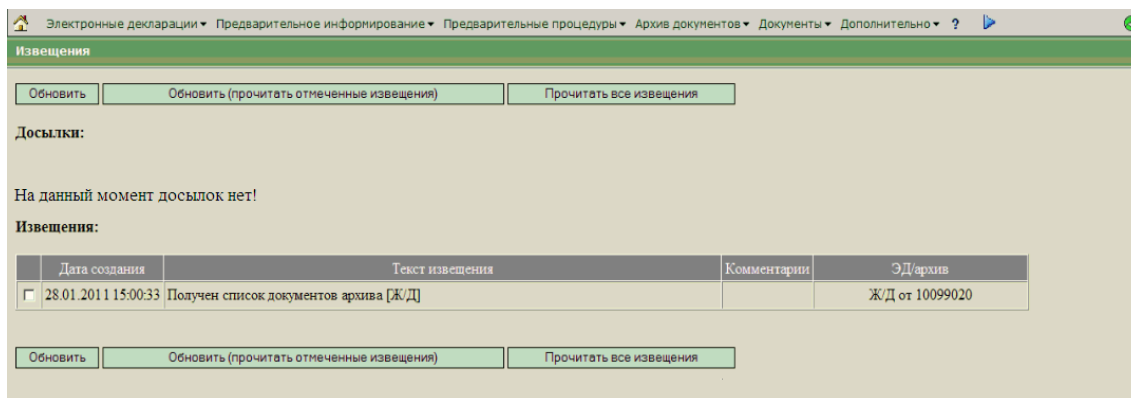 Электронные декларации Предварительное информирование Предварительные процедуры Архив документов Документы Дополнительно ?
Извещения
Обновить Обновить (прочитать отмеченные извещения) Прочитать все извещения
Досылки:
На данный момент досылок нет!
Извещения:
Дата создания Текст извещения Комментарии ЭД/архив
28.01.2011 15:00:33 Получен список документов архива [Ж/Д] Ж/Д от 10099020
Обновить Обновить (прочитать отмеченные извещения) Прочитать все извещения